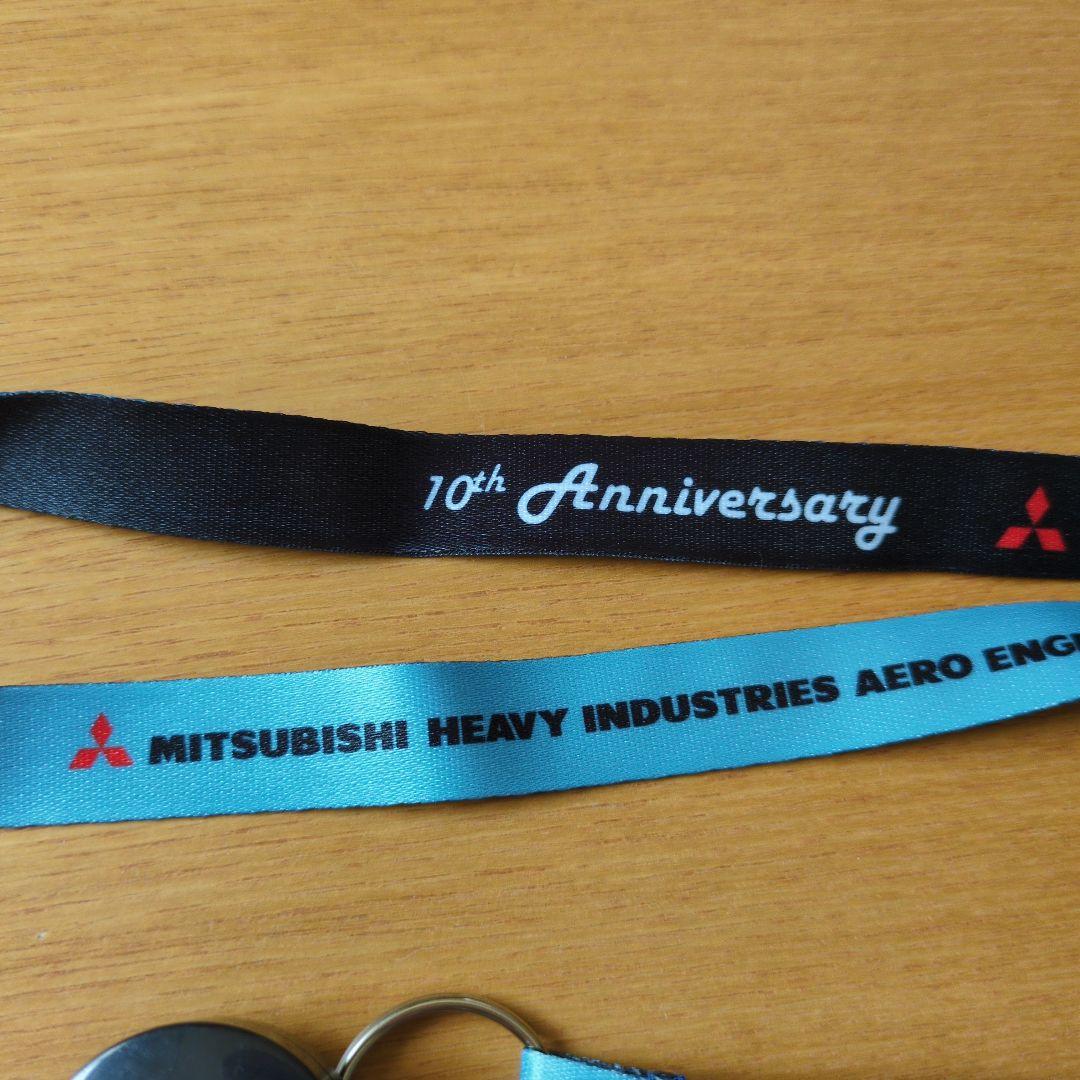 10th Anniversary
MITSUBISHI HEAVY INDUSTRIES AERO